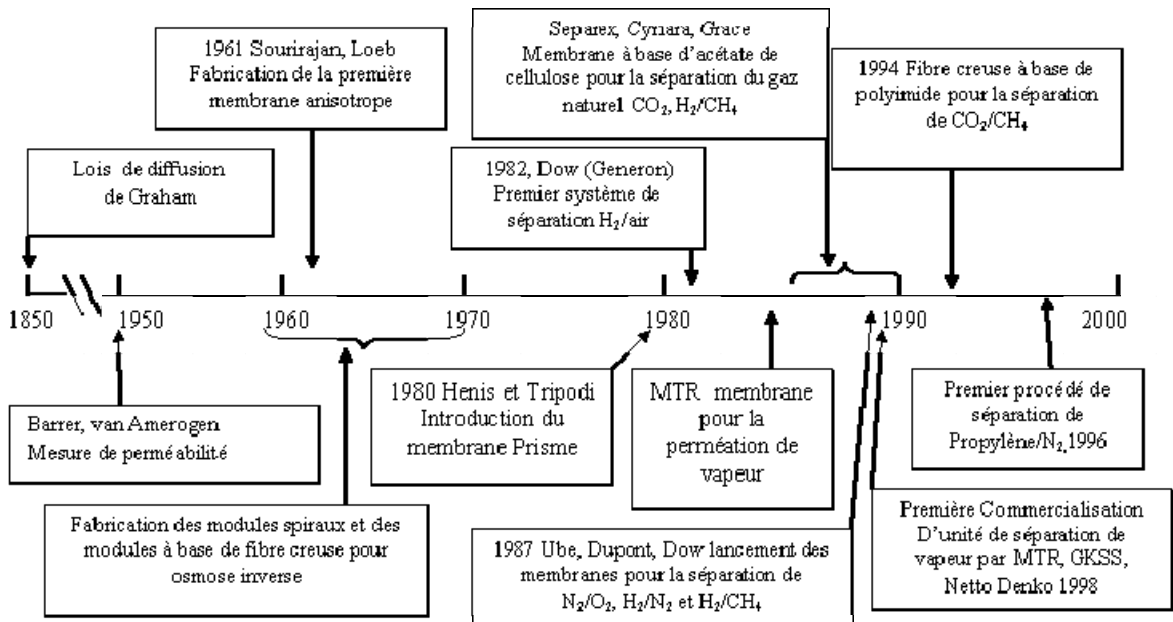 1961 Sourirajan, Loeb
Fabrication de la première
membrane anisotrope
Separex, Cynara, Grace
Membrane à base d’acétate de
cellulose pour la séparation du gaz
naturel CO₂, H₂/CH₄
1994 Fibre creuse à base de
polyimide pour la séparation
de CO₂/CH₄
Lois de diffusion
de Graham
1982, Dow (Generon)
Premier système de
séparation H₂/air
1850
1950
1960
1970
1980
1990
2000
Barrer, van Amerogen
Mesure de perméabilité
1980 Henis et Tripodi
Introduction du
membrane Prisme
MTR membrane
pour la
perméation de
vapeur
Premier procédé de
séparation de
Propylène/N₂.1996
Fabrication des modules spiraux et des
modules à base de fibre creuse pour
osmose inverse
1987 Ube, Dupont, Dow lancement des
membranes pour la séparation de
N₂/O₂, H₂/N₂ et H₂/CH₄
Première Commercialisation
D’unité de séparation de
vapeur par MTR, GKSS,
Netto Denko 1998